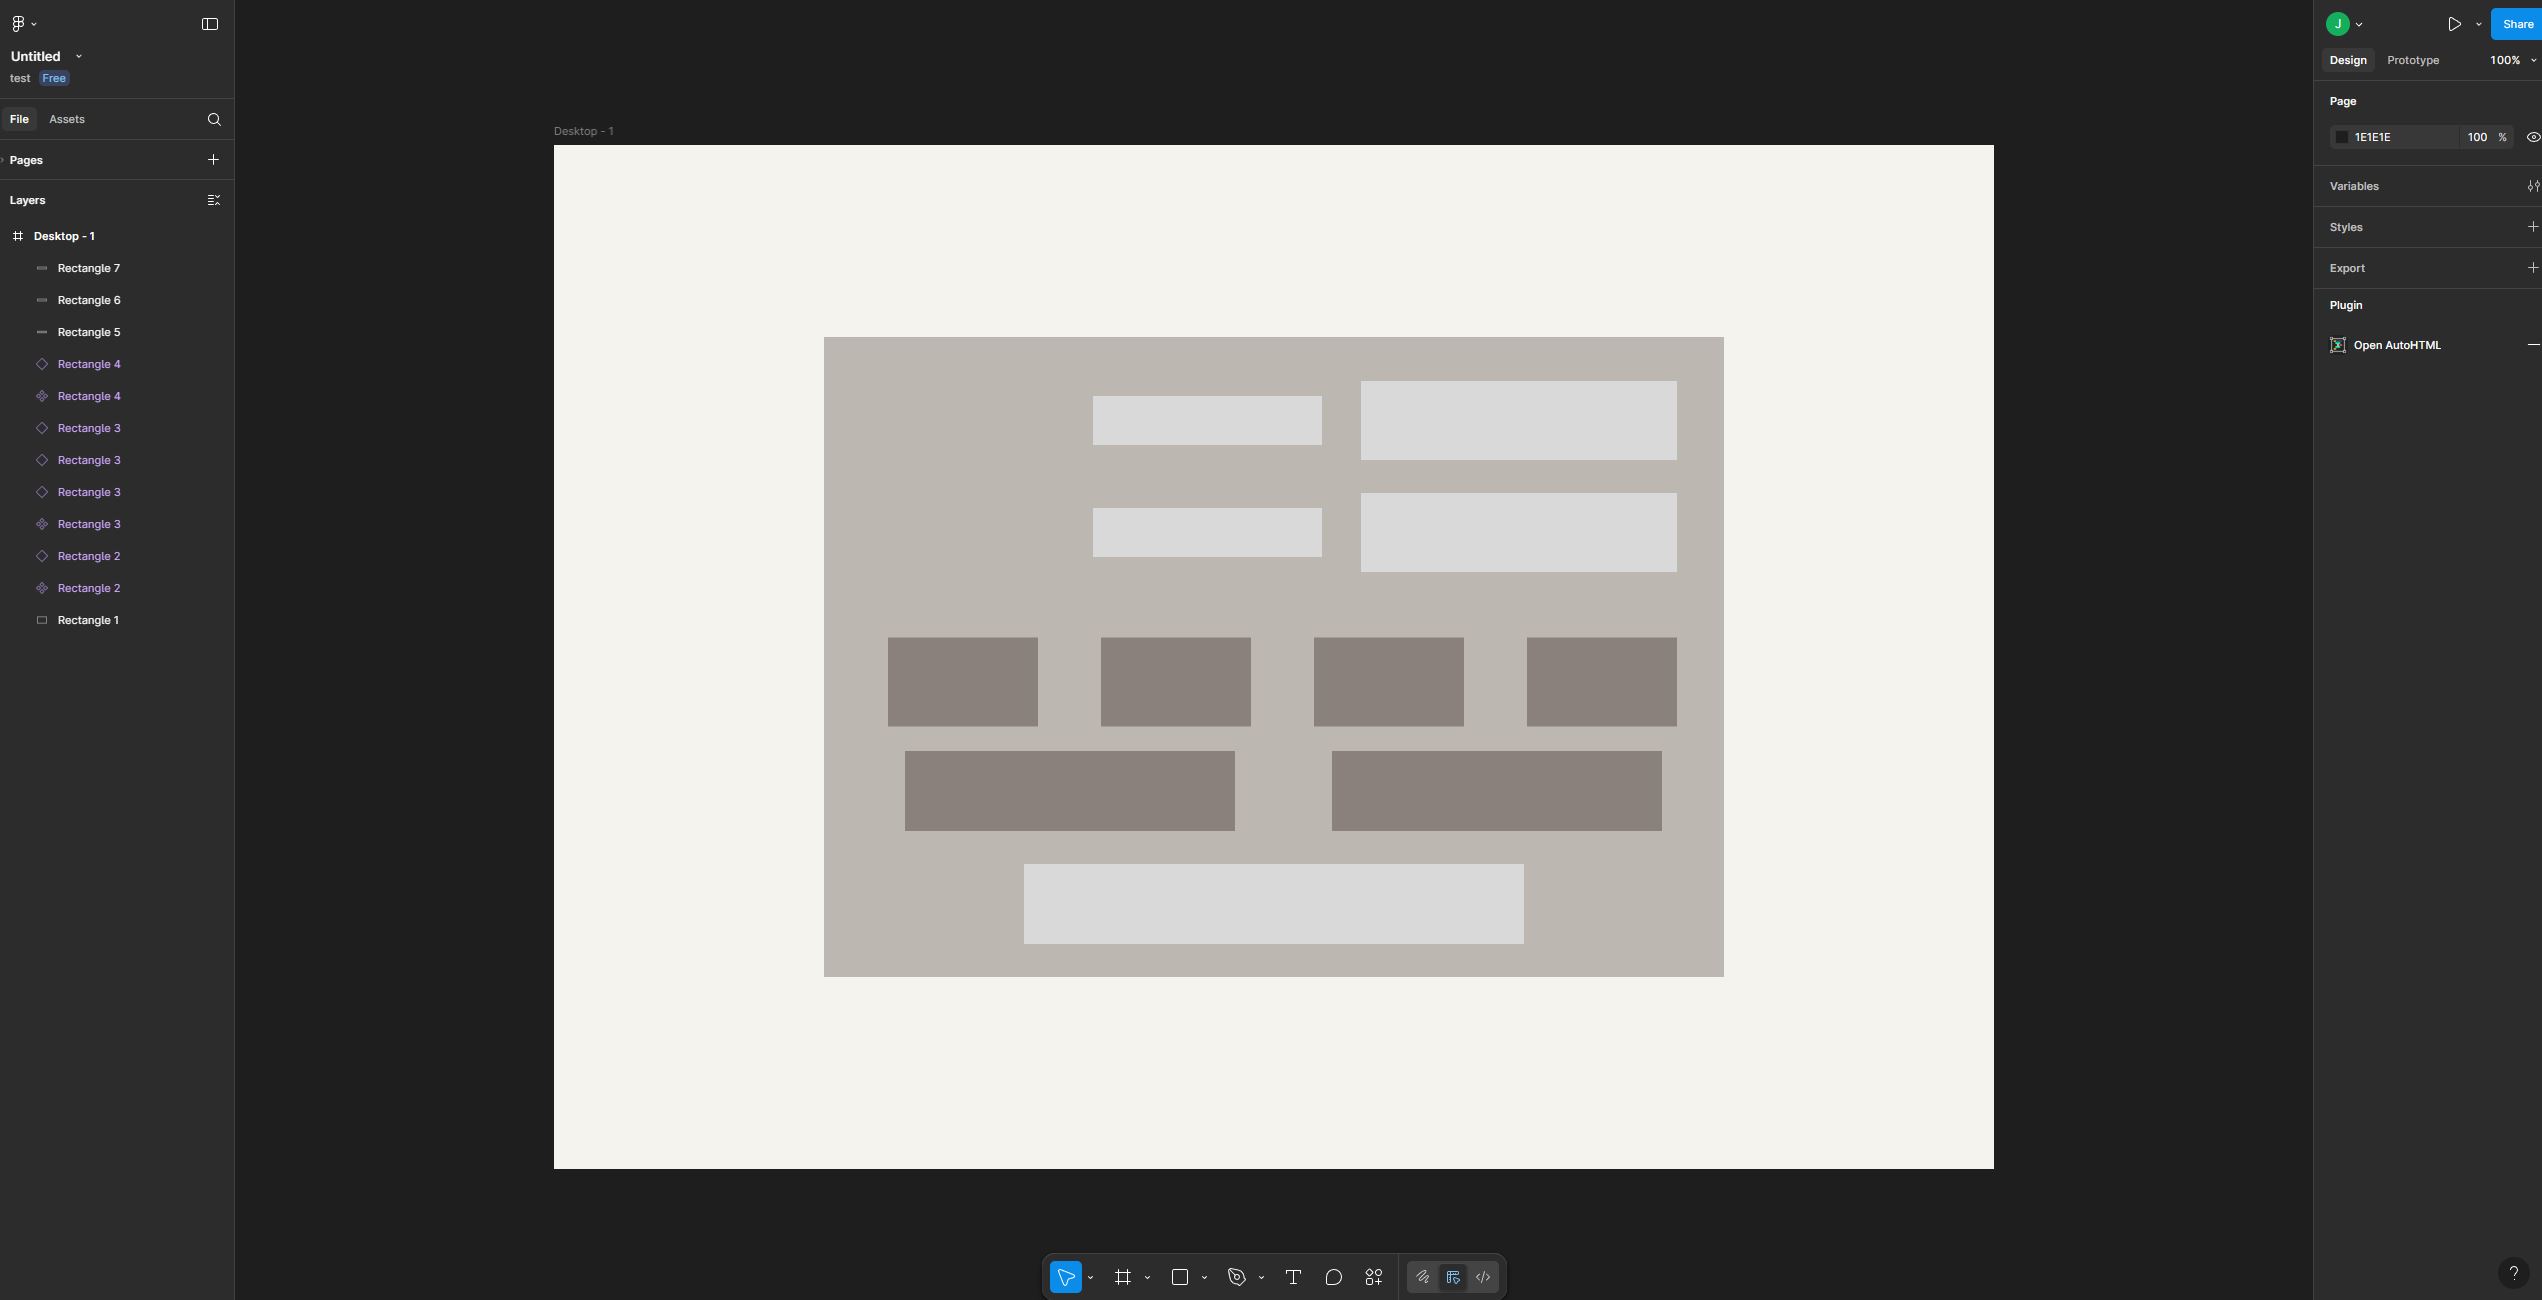 Untitled
test Free
File Assets
Pages
Layers
Desktop - 1
Rectangle 7
Rectangle 6
Rectangle 5
Rectangle 4
Rectangle 4
Rectangle 3
Rectangle 3
Rectangle 3
Rectangle 3
Rectangle 2
Rectangle 2
Rectangle 1
Desktop - 1
J
Share
Design Prototype 100%
Page
1E1E1E 100 %
Variables
Styles
Export
Plugin
Open AutoHTML
?